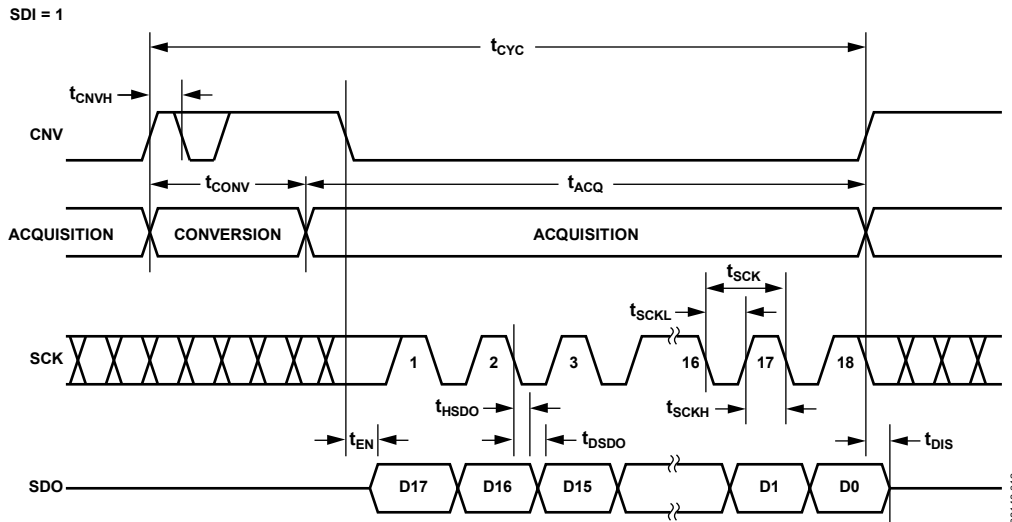 SDI = 1
tCYC
tCNVH
CNV
tCONV
tACQ
ACQUISITION CONVERSION ACQUISITION
tSCK
tSCKL
SCK 1 2 3 16 17 18
tHSDO tSCKH
tEN tDSDO tDIS
SDO D17 D16 D15 D1 D0